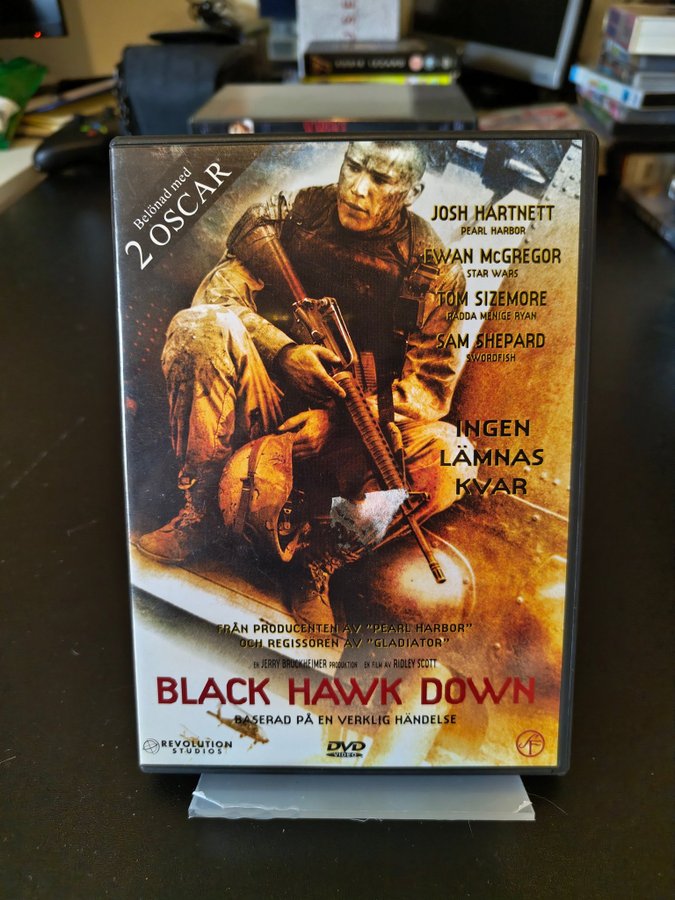 Belönad med
2 OSCAR
JOSH HARTNETT
PEARL HARBOR
EWAN McGREGOR
STAR WARS
TOM SIZEMORE
RÄDDA MENIGE RYAN
SAM SHEPARD
SWORDFISH
INGEN
LÄMNAS
KVAR
FRÅN PRODUCENTEN AV "PEARL HARBOR"
OCH REGISSÖREN AV "GLADIATOR"
EN JERRY BRUCKHEIMER PRODUKTION EN FILM AV RIDLEY SCOTT
BLACK HAWK DOWN
BASERAD PÅ EN VERKLIG HÄNDELSE
REVOLUTION
STUDIOS
DVD
VIDEO
SF